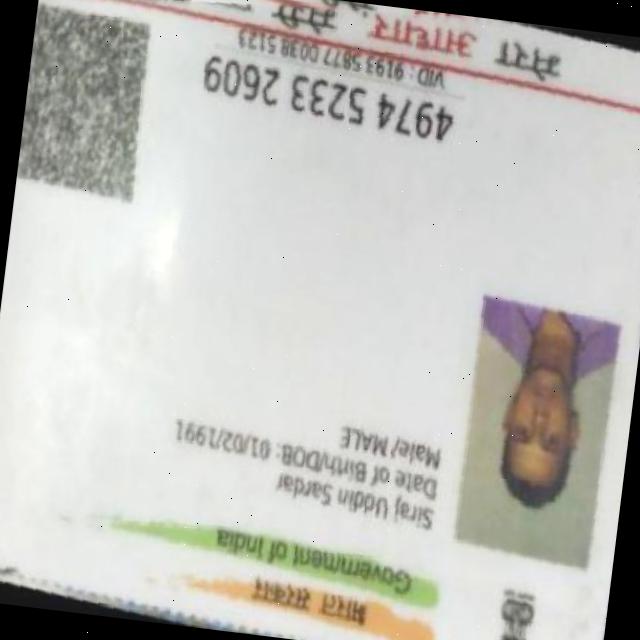 भारत सरकार
Government of India
Siraj Uddin Sardar
Date of Birth/DOB: 01/02/1991
Male/ MALE
4974 5233 2609
VID : 9193 5877 0038 5123
मेरा आधार